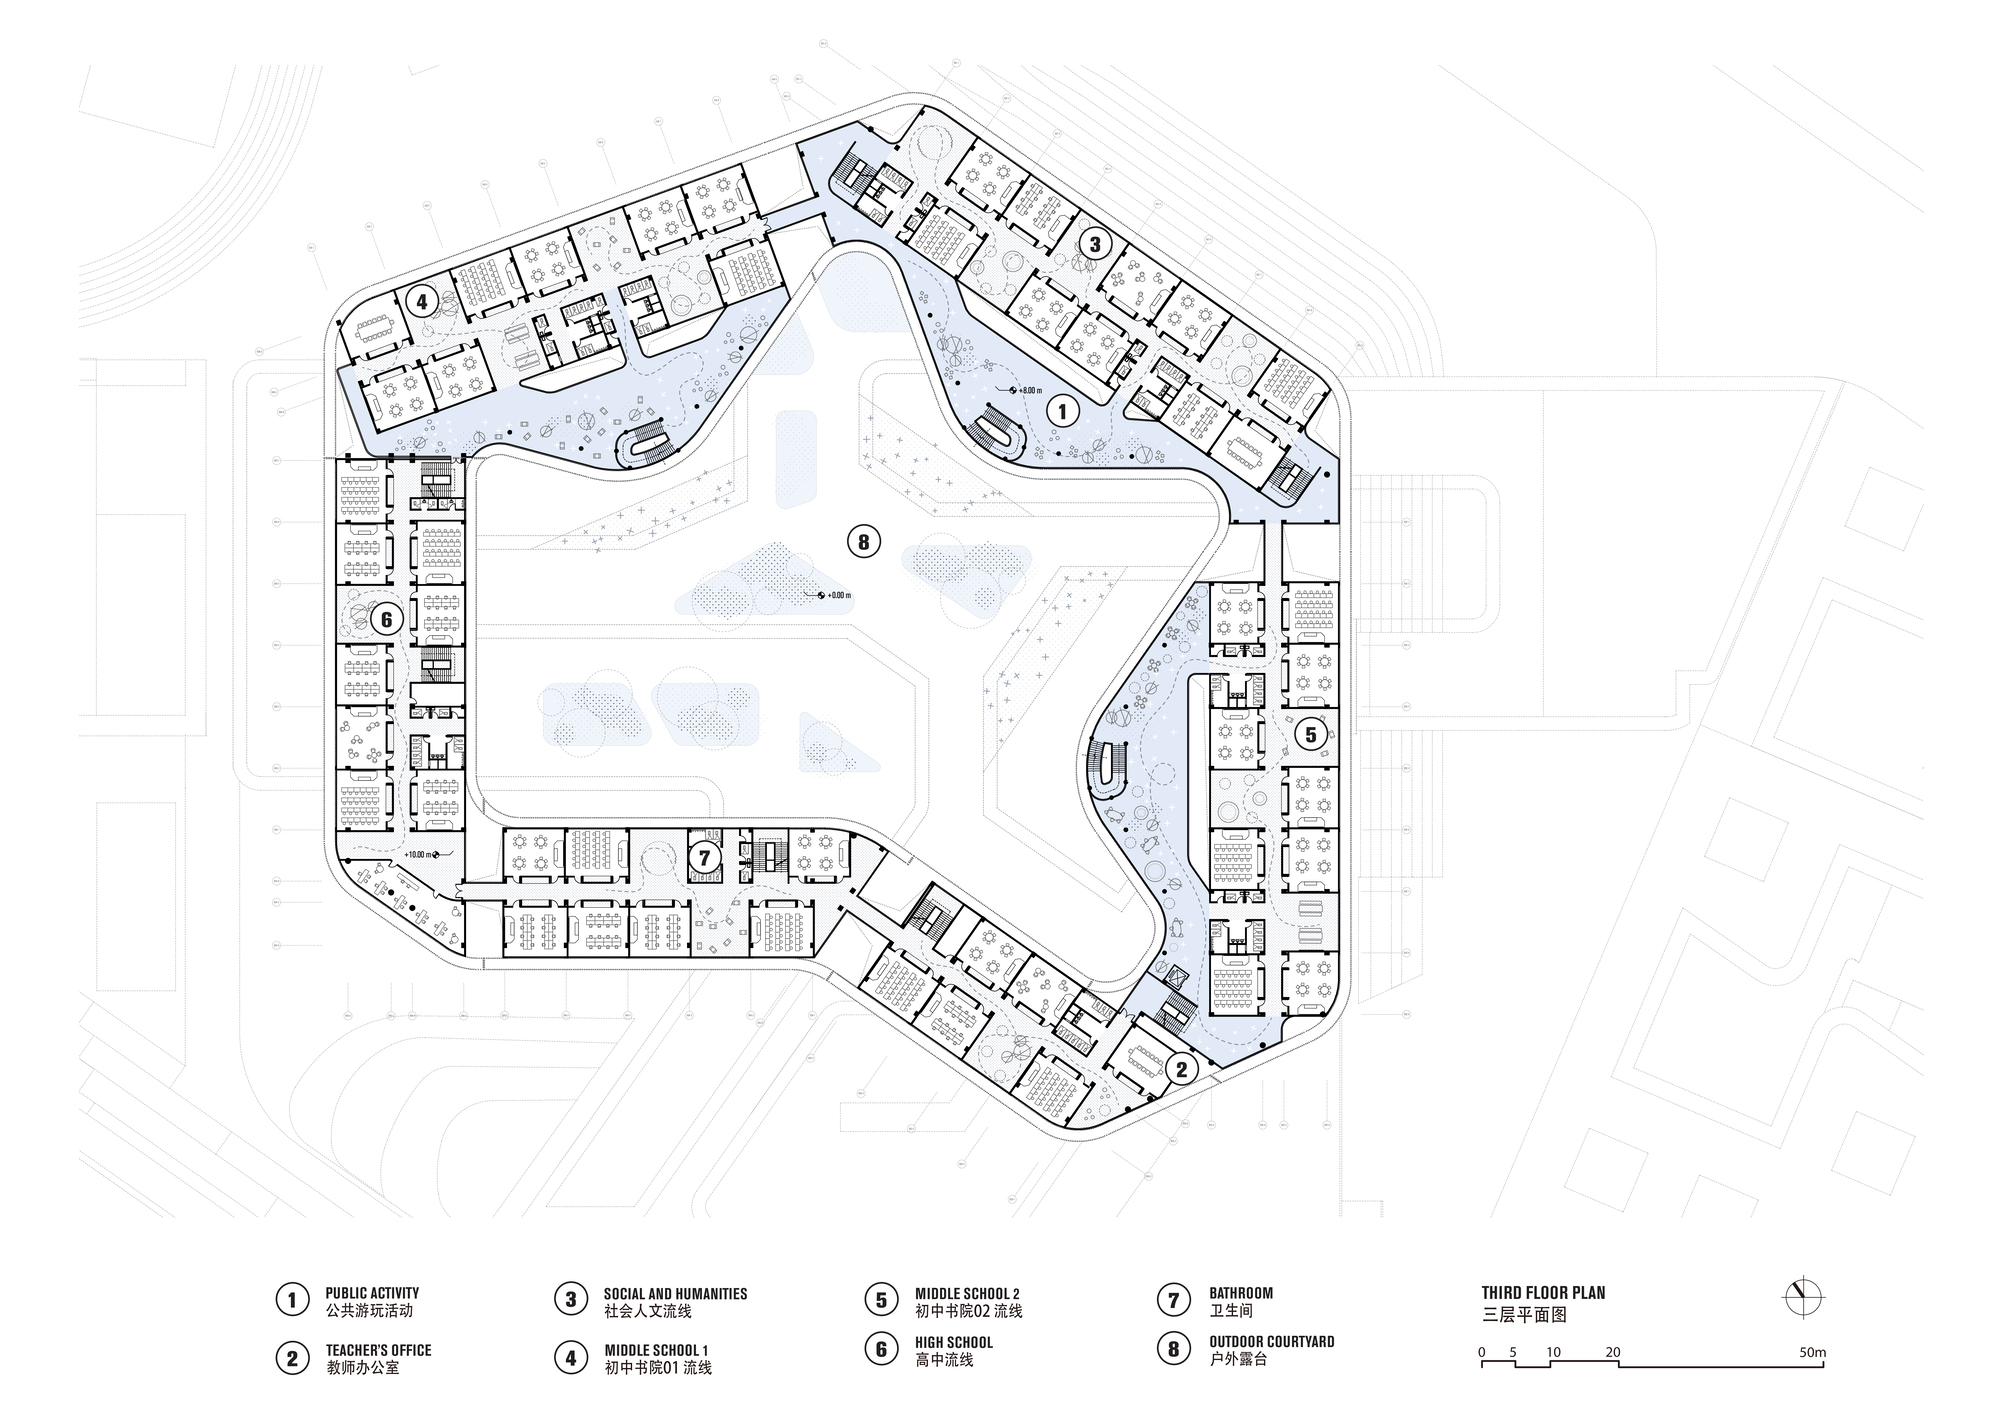 3
4
+8.00 m
1
8
+0.00 m
6
5
+10.00 m
7
2
1 PUBLIC ACTIVITY
公共游玩活动
2 TEACHER'S OFFICE
教师办公室
3 SOCIAL AND HUMANITIES
社会人文流线
4 MIDDLE SCHOOL 1
初中书院01 流线
5 MIDDLE SCHOOL 2
初中书院02 流线
6 HIGH SCHOOL
高中流线
7 BATHROOM
卫生间
8 OUTDOOR COURTYARD
户外露台
THIRD FLOOR PLAN
三层平面图
0 5 10 20 50m